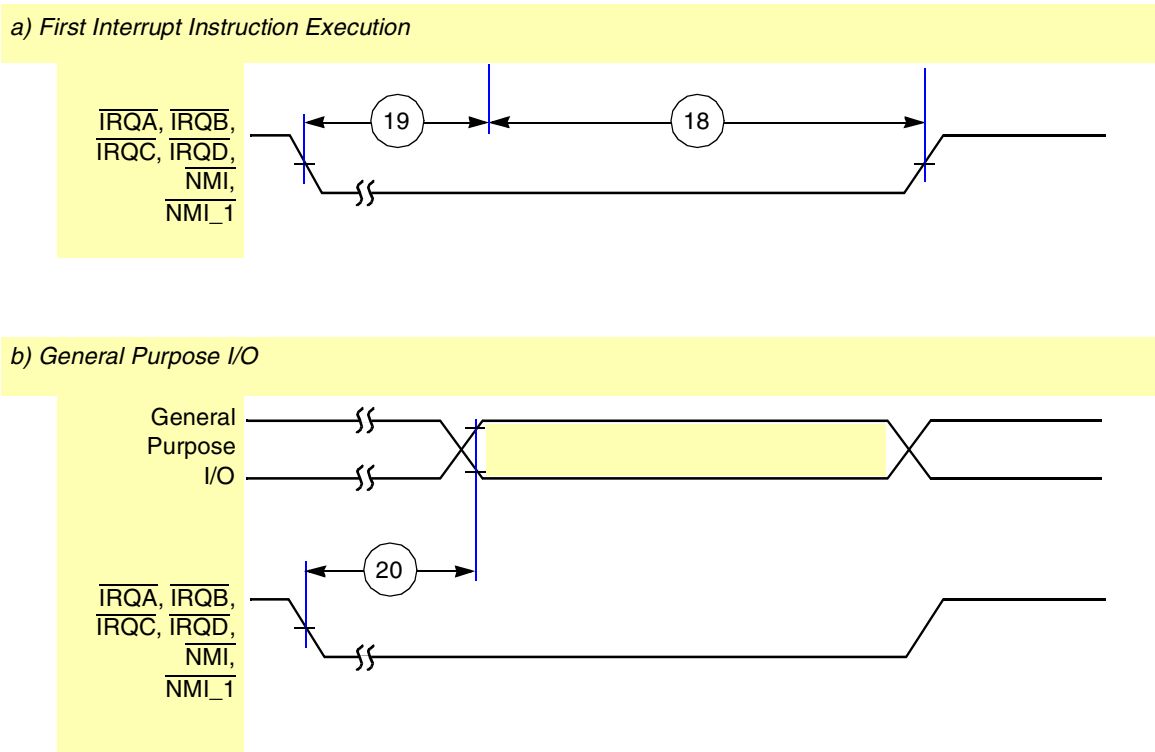 a) First Interrupt Instruction Execution
19
18
IRQA, IRQB,
IRQC, IRQD,
NMI,
NMI_1
b) General Purpose I/O
General
Purpose
I/O
20
IRQA, IRQB,
IRQC, IRQD,
NMI,
NMI_1